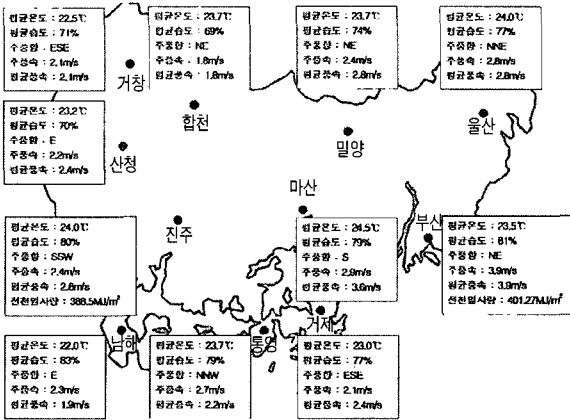 평균온도 : 22.5℃
평균습도 : 71%
주풍향 : ESE
주풍속 : 2.1m/s
평균풍속 : 2.1m/s
평균온도 : 23.7℃
평균습도 : 69%
주풍향 : NE
주풍속 : 1.8m/s
평균풍속 : 1.8m/s
평균온도 : 23.7℃
평균습도 : 74%
주풍향 : NE
주풍속 : 2.4m/s
평균풍속 : 2.8m/s
평균온도 : 24.0℃
평균습도 : 77%
주풍향 : NNE
주풍속 : 2.8m/s
평균풍속 : 2.8m/s
거창
합천
밀양
울산
평균온도 : 23.2℃
평균습도 : 70%
주풍향 : E
주풍속 : 2.2m/s
평균풍속 : 2.4m/s
산청
마산
진주
부산
평균온도 : 24.0℃
평균습도 : 80%
주풍향 : SSW
주풍속 : 2.4m/s
평균풍속 : 2.8m/s
전천일사량 : 388.5MJ/m²
평균온도 : 24.5℃
평균습도 : 79%
주풍향 : S
주풍속 : 2.9m/s
평균풍속 : 3.6m/s
평균온도 : 23.5℃
평균습도 : 81%
주풍향 : NE
주풍속 : 3.9m/s
평균풍속 : 3.9m/s
전천일사량 : 401.27MJ/m²
남해
통영
거제
평균온도 : 22.0℃
평균습도 : 83%
주풍향 : E
주풍속 : 2.3m/s
평균풍속 : 1.9m/s
평균온도 : 23.7℃
평균습도 : 79%
주풍향 : NNW
주풍속 : 2.7m/s
평균풍속 : 2.2m/s
평균온도 : 23.0℃
평균습도 : 77%
주풍향 : ESE
주풍속 : 2.1m/s
평균풍속 : 2.4m/s